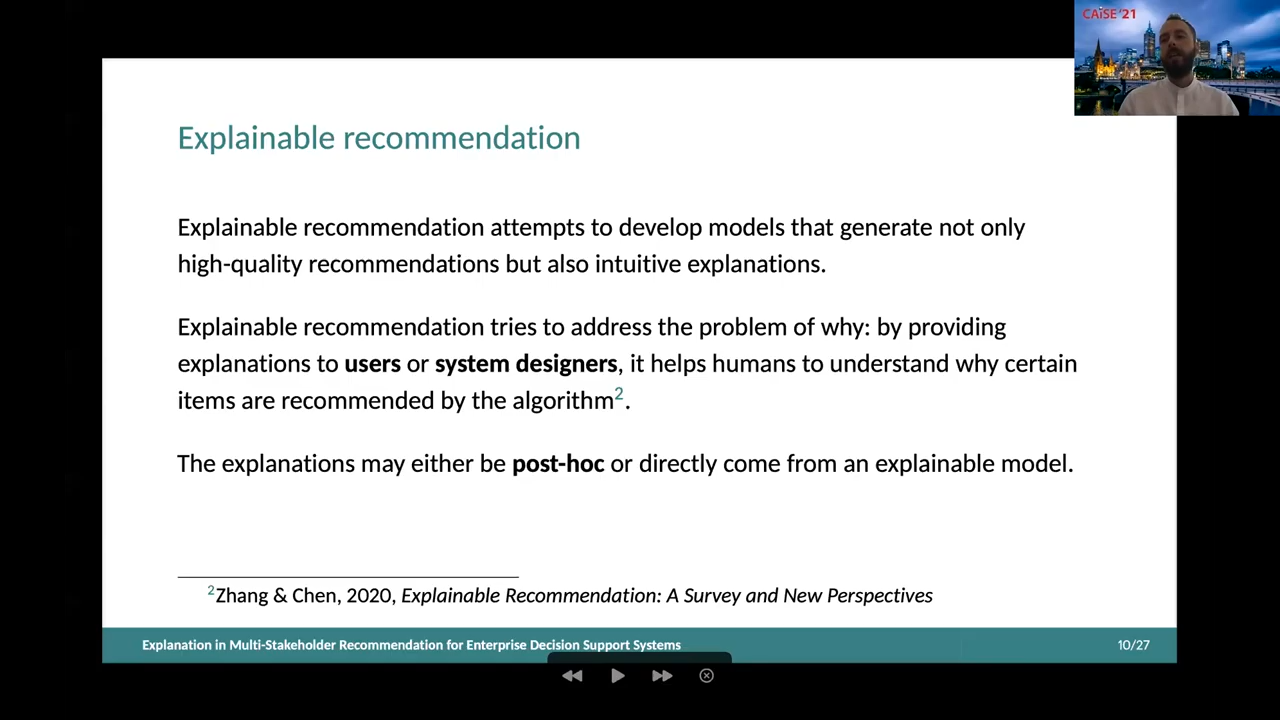 CAiSE '21
Explainable recommendation
Explainable recommendation attempts to develop models that generate not only
high-quality recommendations but also intuitive explanations.
Explainable recommendation tries to address the problem of why: by providing
explanations to users or system designers, it helps humans to understand why certain
items are recommended by the algorithm2.
The explanations may either be post-hoc or directly come from an explainable model.
2Zhang & Chen, 2020, Explainable Recommendation: A Survey and New Perspectives
Explanation in Multi-Stakeholder Recommendation for Enterprise Decision Support Systems
10/27